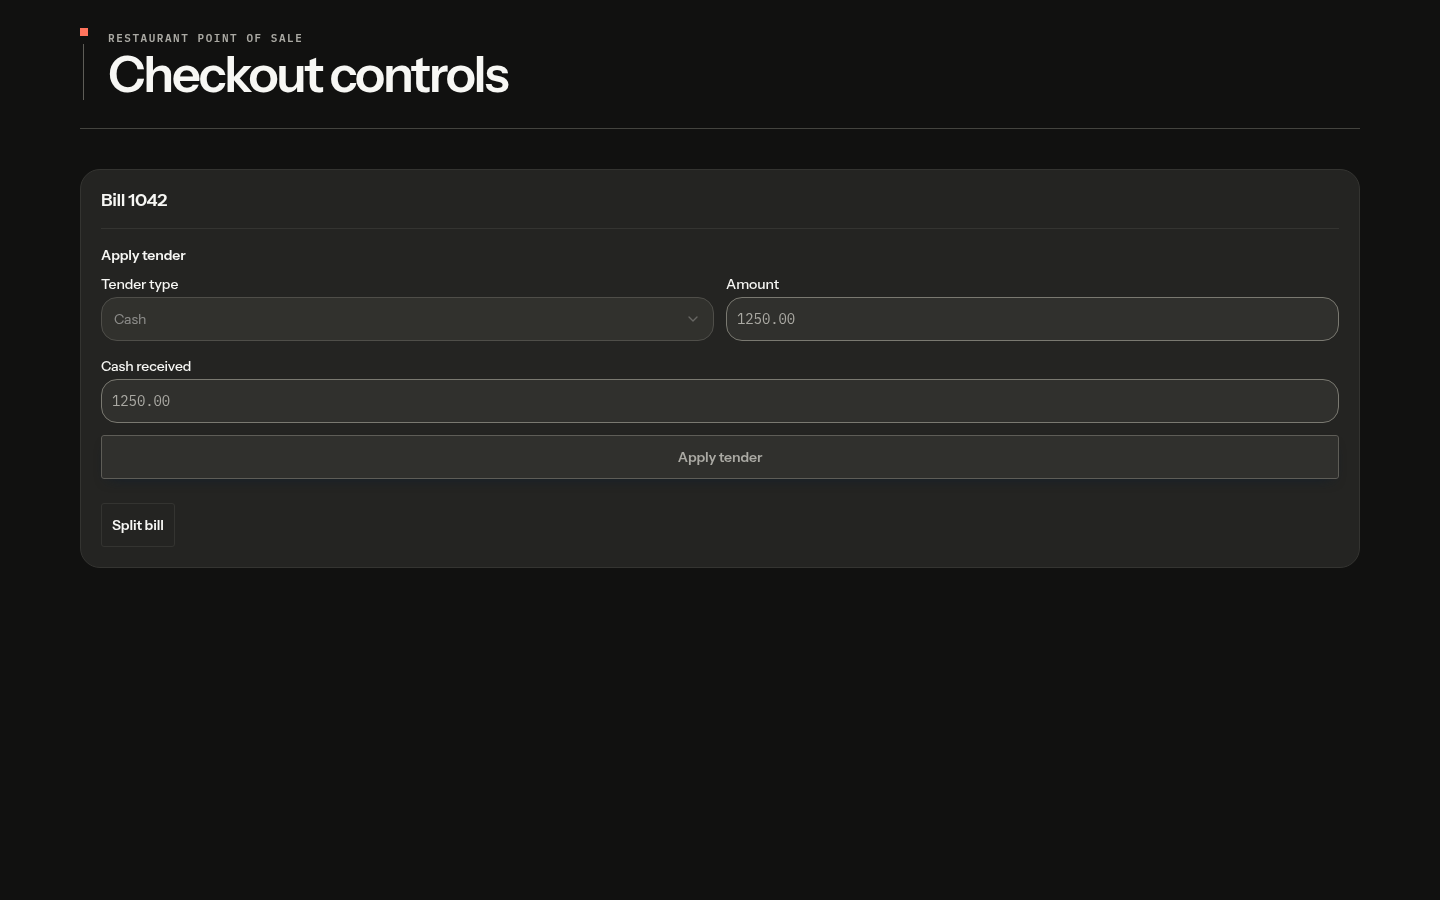 RESTAURANT POINT OF SALE
Checkout controls
Bill 1042
Apply tender
Tender type
Amount
Cash
1250.00
Cash received
1250.00
Apply tender
Split bill